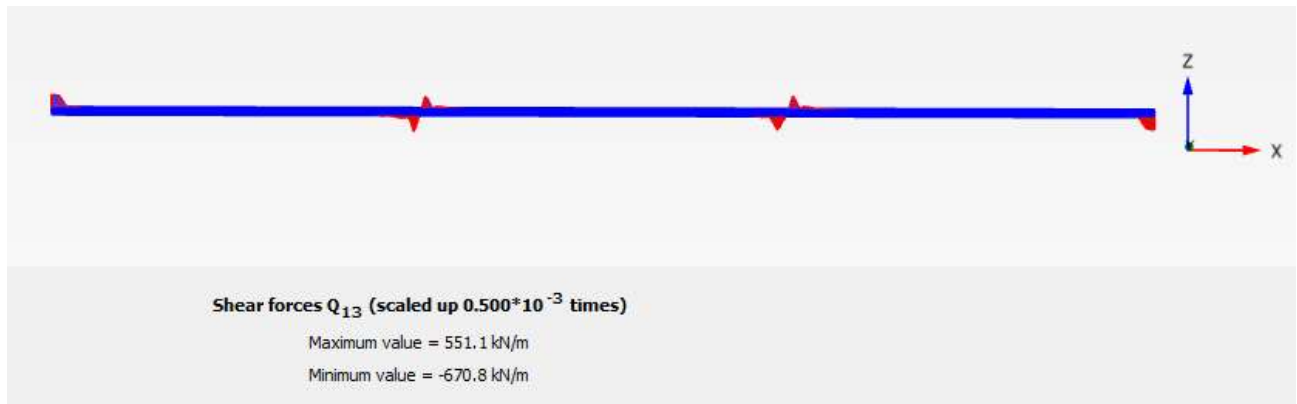 Z
X
Shear forces Q13 (scaled up 0.500*10-3 times)
Maximum value = 551.1 kN/m
Minimum value = -670.8 kN/m